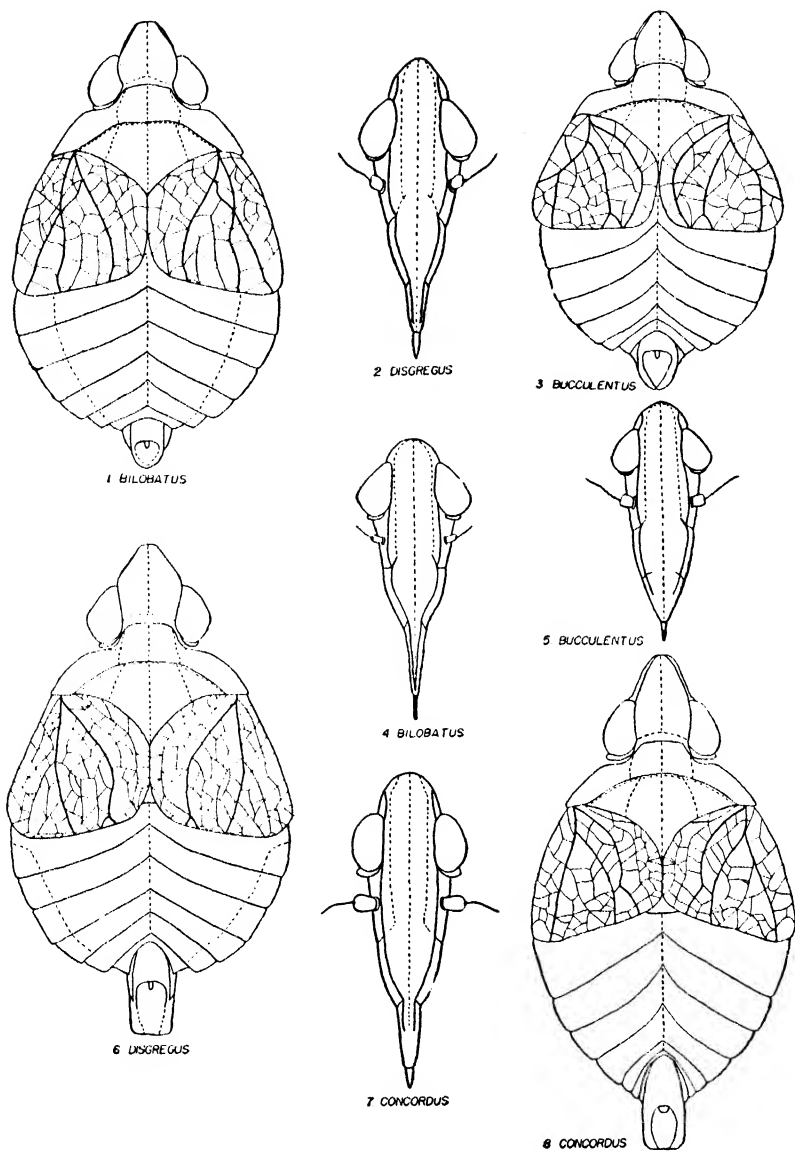 1 BILOBATUS
2 DISGREGUS
3 BUCCULENTUS
4 BILOBATUS
5 BUCCULENTUS
6 DISGREGUS
7 CONCORDUS
8 CONCORDUS